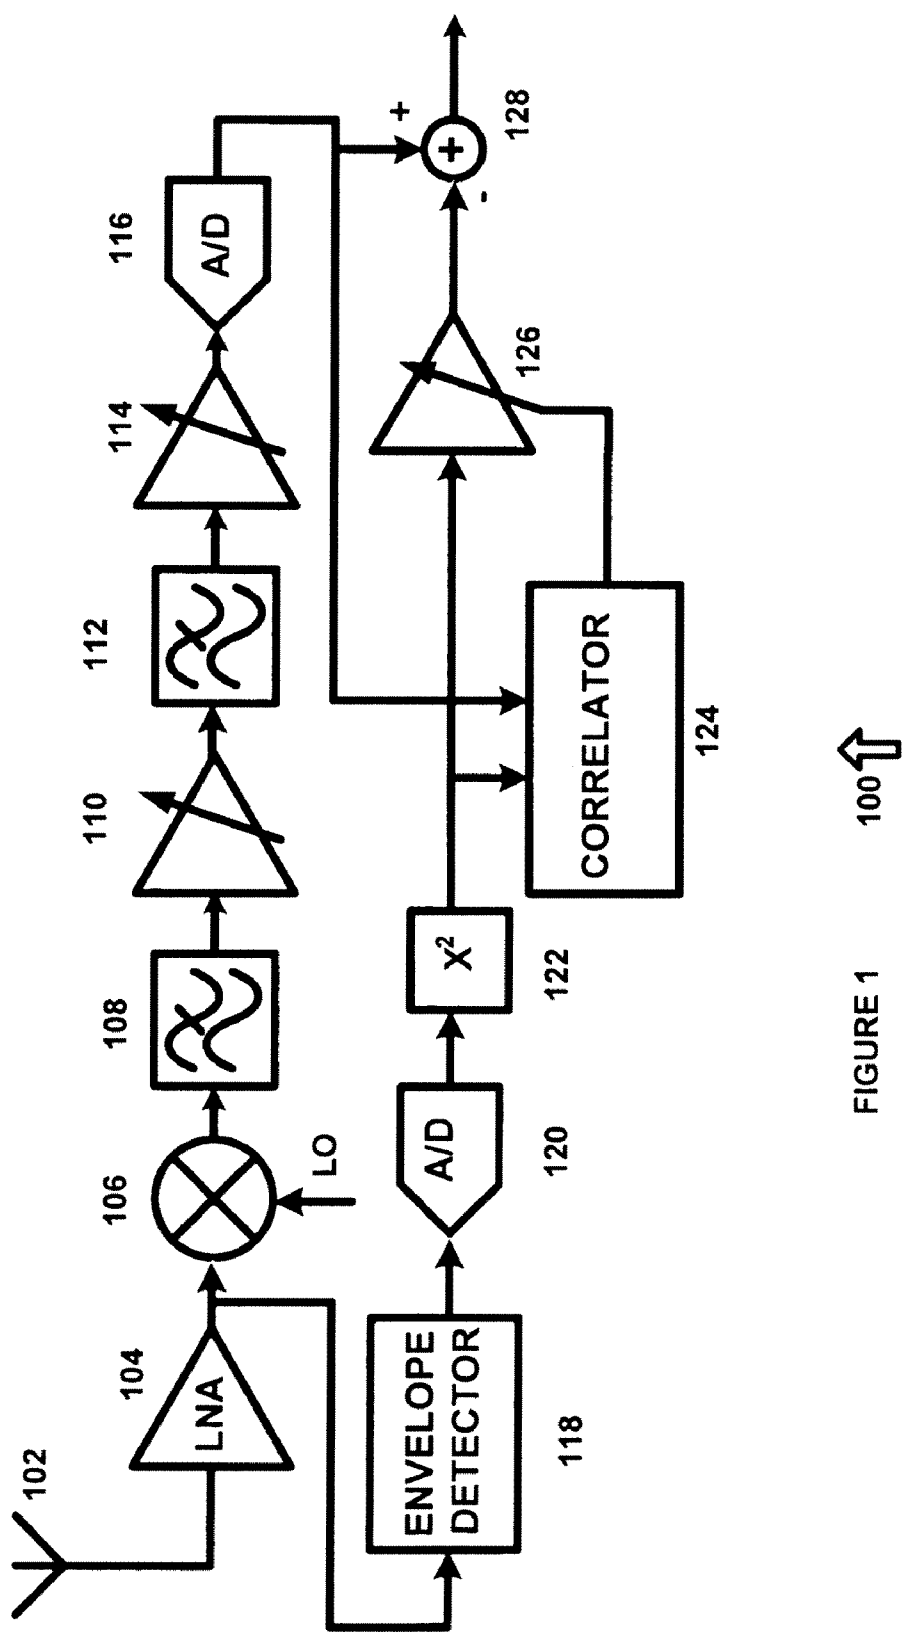 102
104
LNA
106
LO
108
110
112
114
116
A/D
ENVELOPE
DETECTOR
118
A/D
120
X²
122
CORRELATOR
124
126
+
+
-
128
100
FIGURE 1